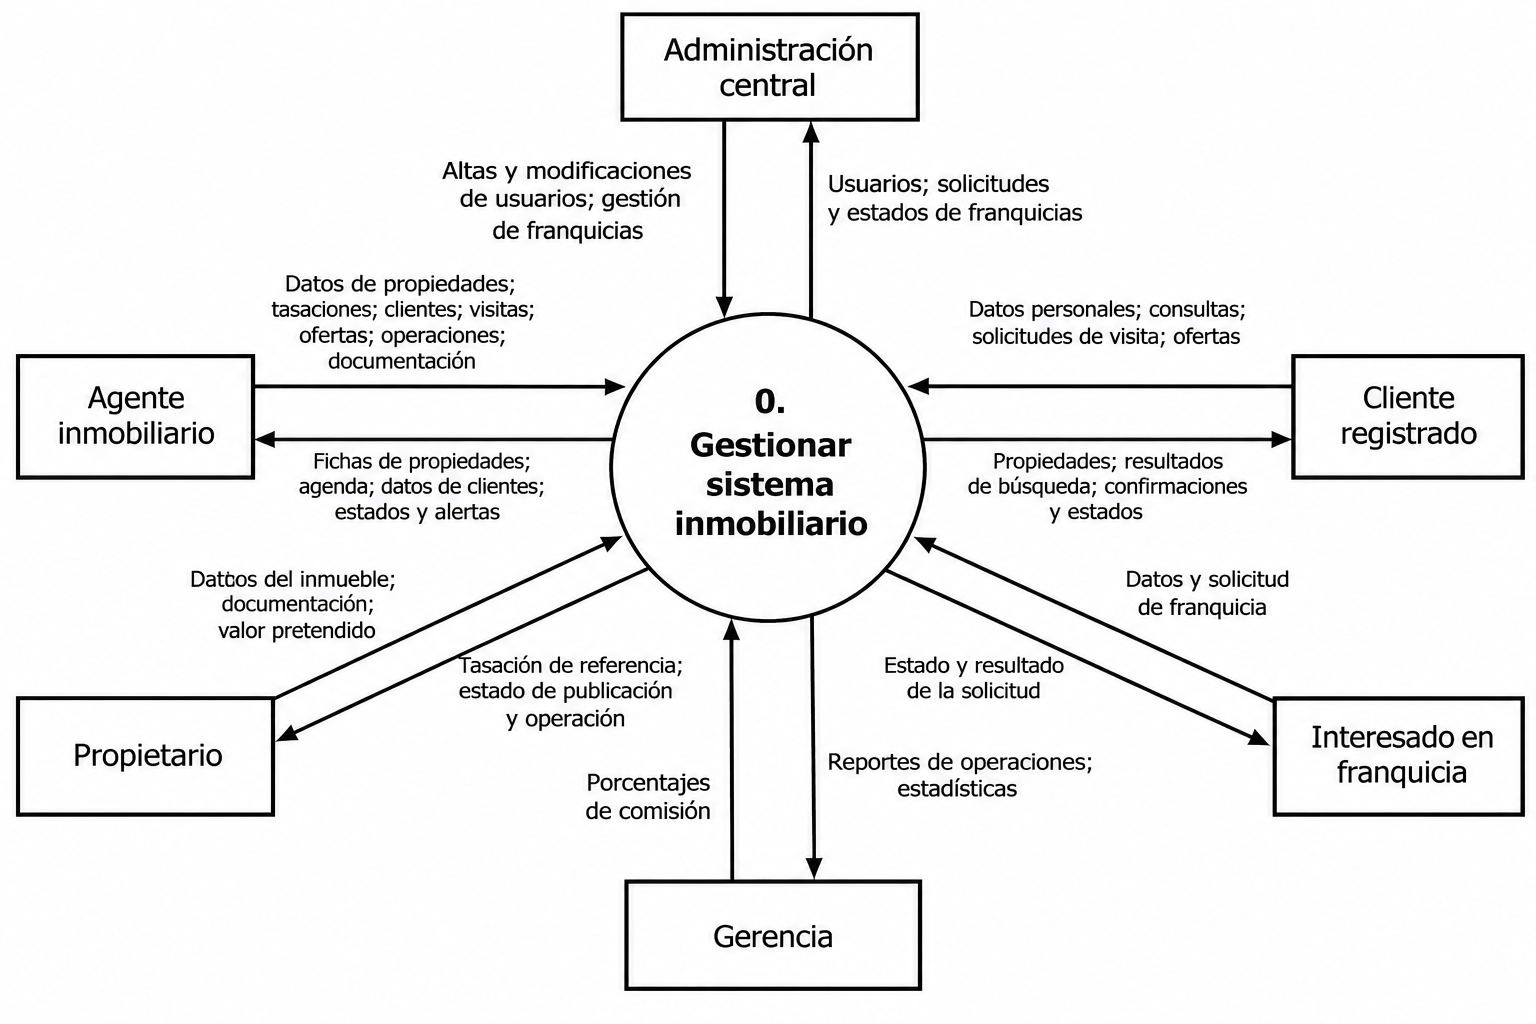 Administración
central
Altas y modificaciones
de usuarios; gestión
de franquicias
Usuarios; solicitudes
y estados de franquicias
Datos de propiedades;
tasaciones; clientes; visitas;
ofertas; operaciones;
documentación
Datos personales; consultas;
solicitudes de visita; ofertas
Agente
inmobiliario
0.
Gestionar
sistema
inmobiliario
Cliente
registrado
Fichas de propiedades;
agenda; datos de clientes;
estados y alertas
Propiedades; resultados
de búsqueda; confirmaciones
y estados
Dattos del inmueble;
documentación;
valor pretendido
Datos y solicitud
de franquicia
Tasación de referencia;
estado de publicación
y operación
Estado y resultado
de la solicitud
Propietario
Interesado en
franquicia
Porcentajes
de comisión
Reportes de operaciones;
estadísticas
Gerencia